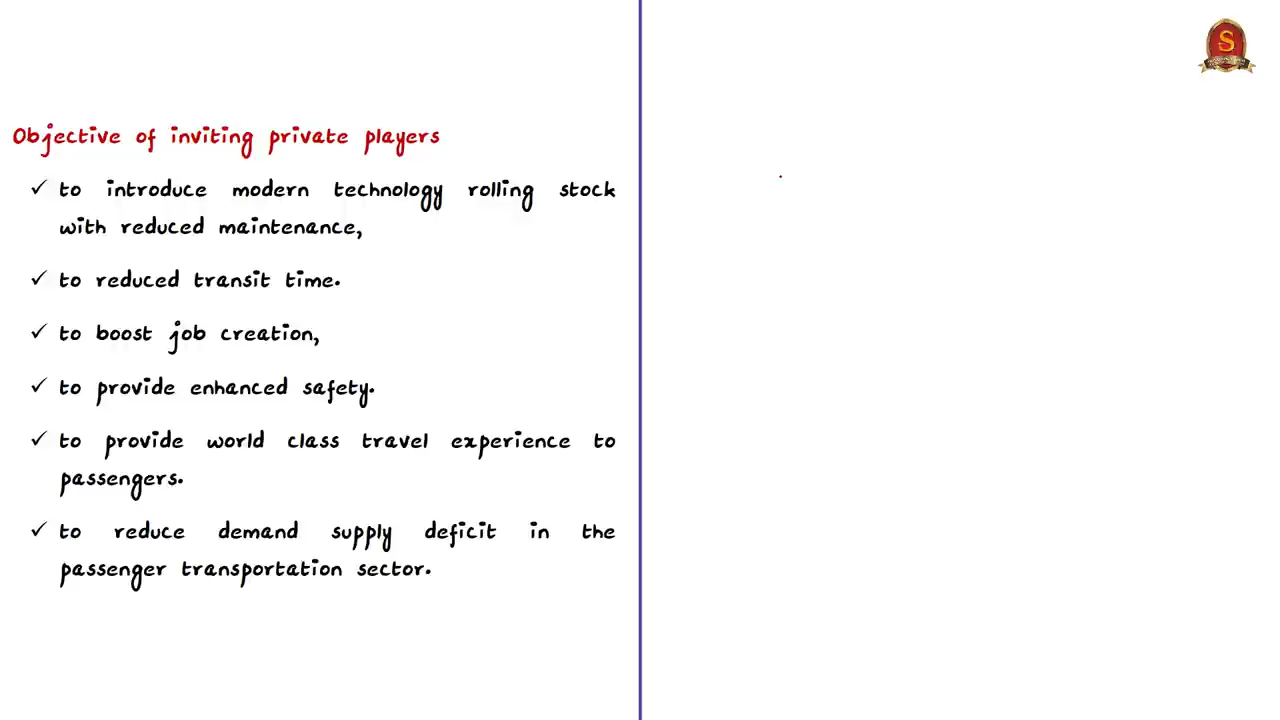 S
Objective of inviting private players
✓ to introduce modern technology rolling stock
with reduced maintenance,
✓ to reduced transit time.
✓ to boost job creation,
✓ to provide enhanced safety.
✓ to provide world class travel experience to
passengers.
✓ to reduce demand supply deficit in the
passenger transportation sector.